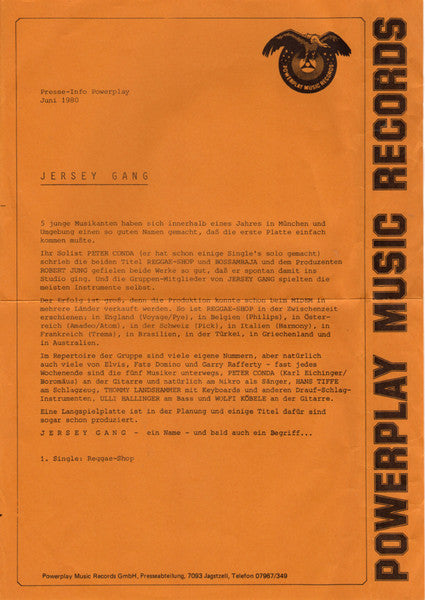 POWERPLAY MUSIC RECORDS
Presse-Info Powerplay
Juni 1980
JERSEY GANG
5 junge Musikanten haben sich innerhalb eines Jahres in München und
Umgebung einen so guten Namen gemacht, daß die erste Platte einfach
kommen mußte.
Ihr Solist PETER CONDA (er hat schon einige Single's solo gemacht)
schrieb die beiden Titel REGGAE-SHOP und BOSSANBAJA und dem Produzenten
ROBERT JUNG gefielen beide Werke so gut, daß er spontan damit ins
Studio ging. Und die Gruppen-Mitglieder von JERSEY GANG spielten die
meisten Instrumente selbst.
Der Erfolg ist groß, denn die Produktion konnte schon beim MIDEM in
mehrere Länder verkauft werden. So ist REGGAE-SHOP in der Zwischenzeit
erschienen: in England (Voyage/Pye), in Belgien (Philips), in Öster-
reich (Amadeo/Atom), in der Schweiz (Pick), in Italien (Harmony), in
Frankreich (Trema), in Brasilien, in der Türkei, in Griechenland und
in Australien.
Im Repertoire der Gruppe sind viele eigene Nummern, aber natürlich
auch viele von Elvis, Fats Domino und Garry Rafferty - fast jedes
Wochenende sind die fünf Musiker unterwegs, PETER CONDA (Karl Eichinger/
Boromäus) an der Gitarre und natürlich am Mikro als Sänger, HANS TIFFE
am Schlagzeug, THOMMY LANDSHAMMER mit Keyboards und anderen Drauf-Schlag-
Instrumenten, ULLI HALLINGER am Bass und WOLFI KÖBELE an der Gitarre.
Eine Langspielplatte ist in der Planung und einige Titel dafür sind
sogar schon produziert.
JERSEY GANG - ein Name - und bald auch ein Begriff...
1. Single: Reggae-Shop
Powerplay Music Records GmbH, Presseabteilung, 7093 Jagstzell, Telefon 07967/349
POWERPLAY MUSIC RECORDS